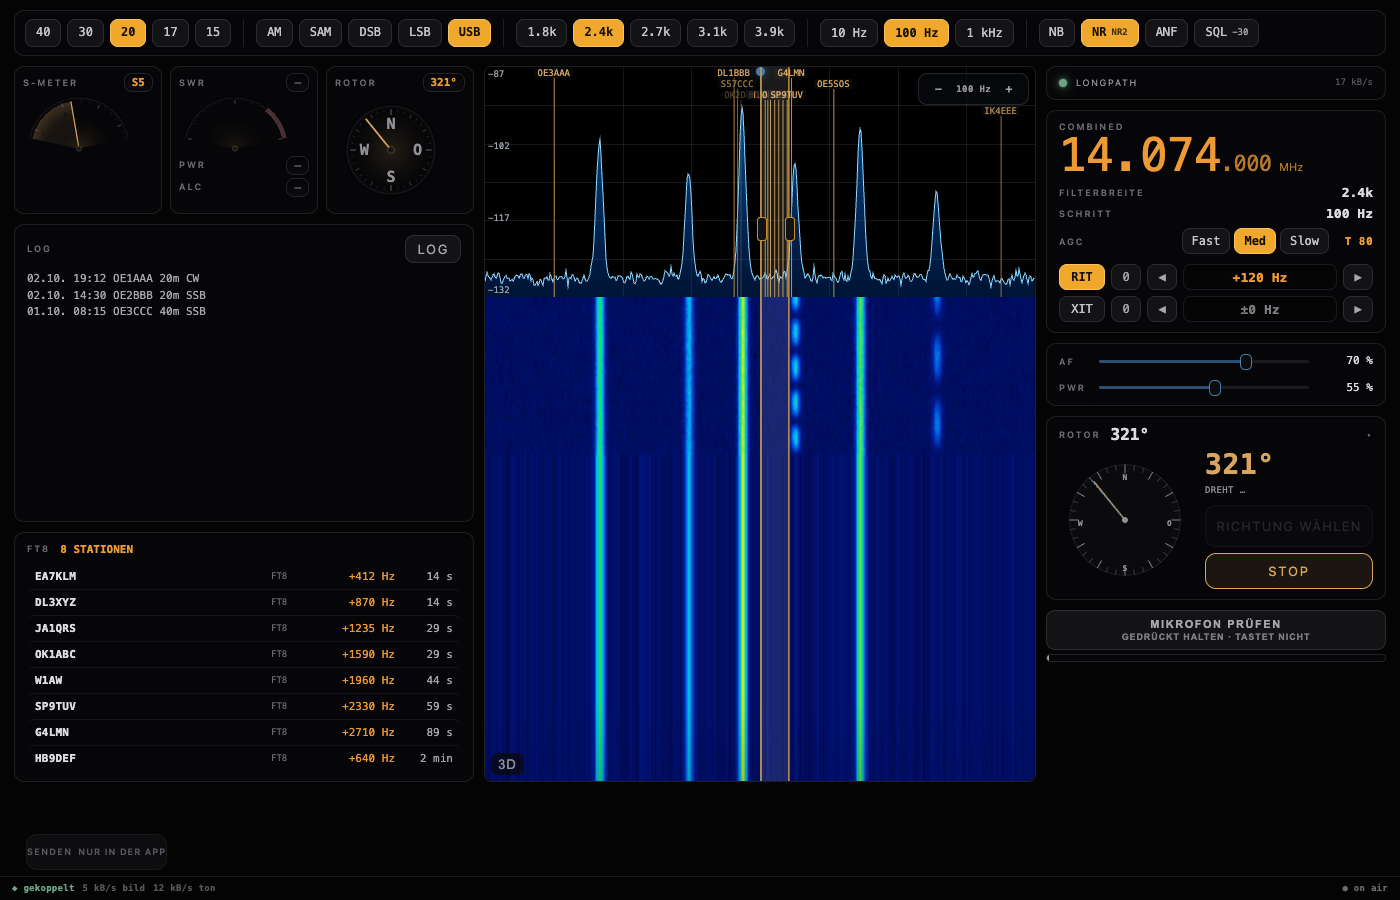 40 30 20 17 15 AM SAM DSB LSB USB 1.8k 2.4k 2.7k 3.1k 3.9k 10 Hz 100 Hz 1 kHz NB NR NR2 ANF SQL −30
S-METER S5
SWR —
PWR —
ALC —
ROTOR 321°
N
W O
S
LOG LOG
02.10. 19:12 OE1AAA 20m CW
02.10. 14:30 OE2BBB 20m SSB
01.10. 08:15 OE3CCC 40m SSB
FT8 8 STATIONEN
EA7KLM FT8 +412 Hz 14 s
DL3XYZ FT8 +870 Hz 14 s
JA1QRS FT8 +1235 Hz 29 s
OK1ABC FT8 +1590 Hz 29 s
W1AW FT8 +1960 Hz 44 s
SP9TUV FT8 +2330 Hz 59 s
G4LMN FT8 +2710 Hz 89 s
HB9DEF FT8 +640 Hz 2 min
SENDEN NUR IN DER APP
−87 OE3AAA DL1BBB G4LMN
S57CCC OE5SOS
SP9TUV
IK4EEE
− 100 Hz +
−102
−117
−132
3D
LONGPATH 17 kB/s
COMBINED
14.074.000 MHz
FILTERBREITE 2.4k
SCHRITT 100 Hz
AGC Fast Med Slow T 80
RIT 0 ◀ +120 Hz ▶
XIT 0 ◀ ±0 Hz ▶
AF 70 %
PWR 55 %
ROTOR 321°
N
W O
S
321°
DREHT …
RICHTUNG WÄHLEN
STOP
MIKROFON PRÜFEN
GEDRÜCKT HALTEN · TASTET NICHT
◆ gekoppelt 5 kB/s bild 12 kB/s ton ● on air